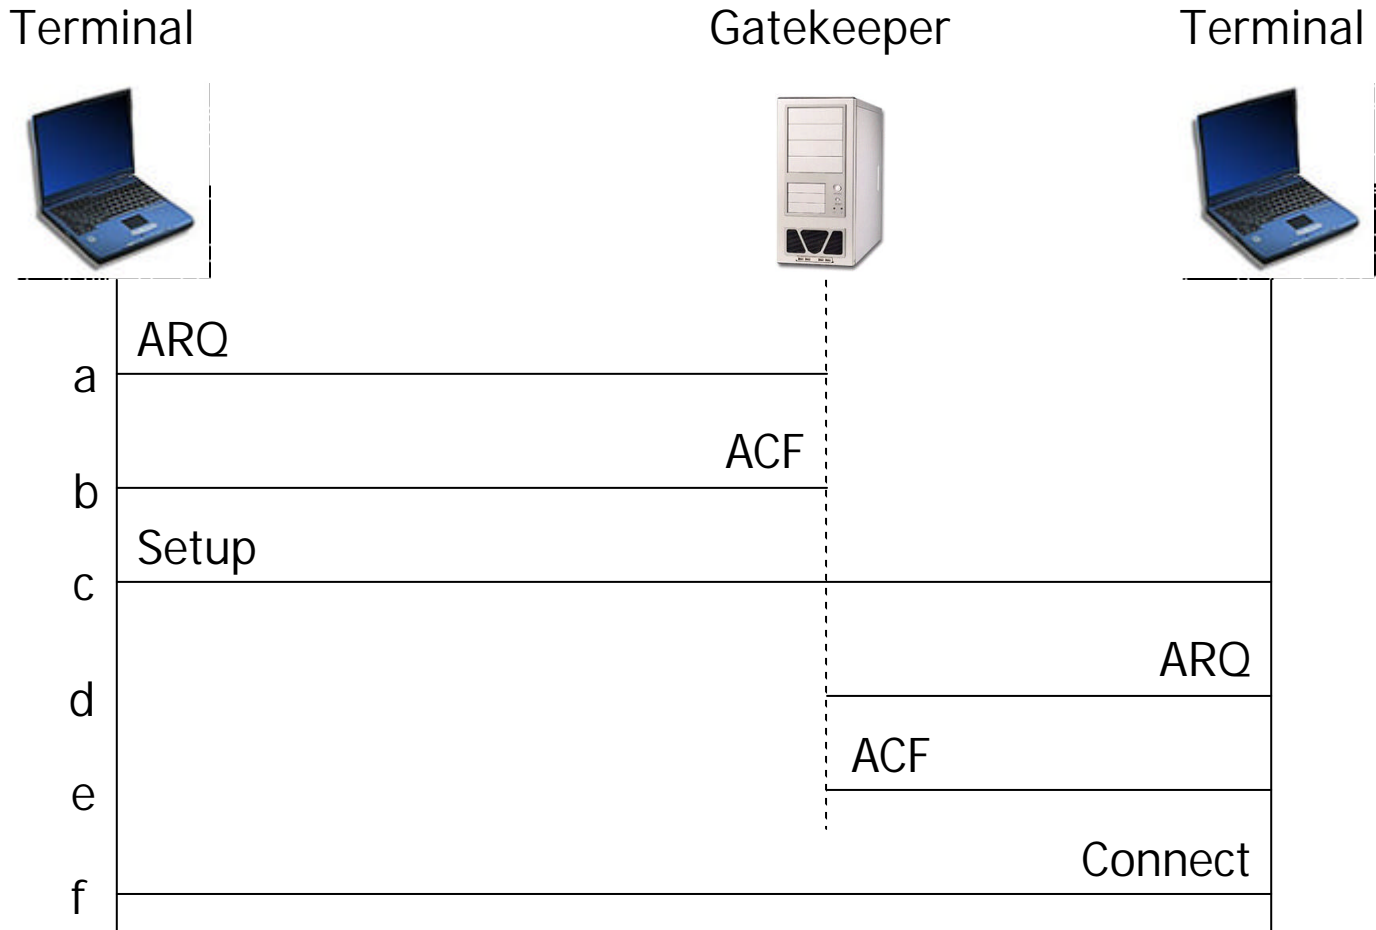 Terminal
Gatekeeper
Terminal
ARQ
a
ACF
b
Setup
c
ARQ
d
ACF
e
Connect
f